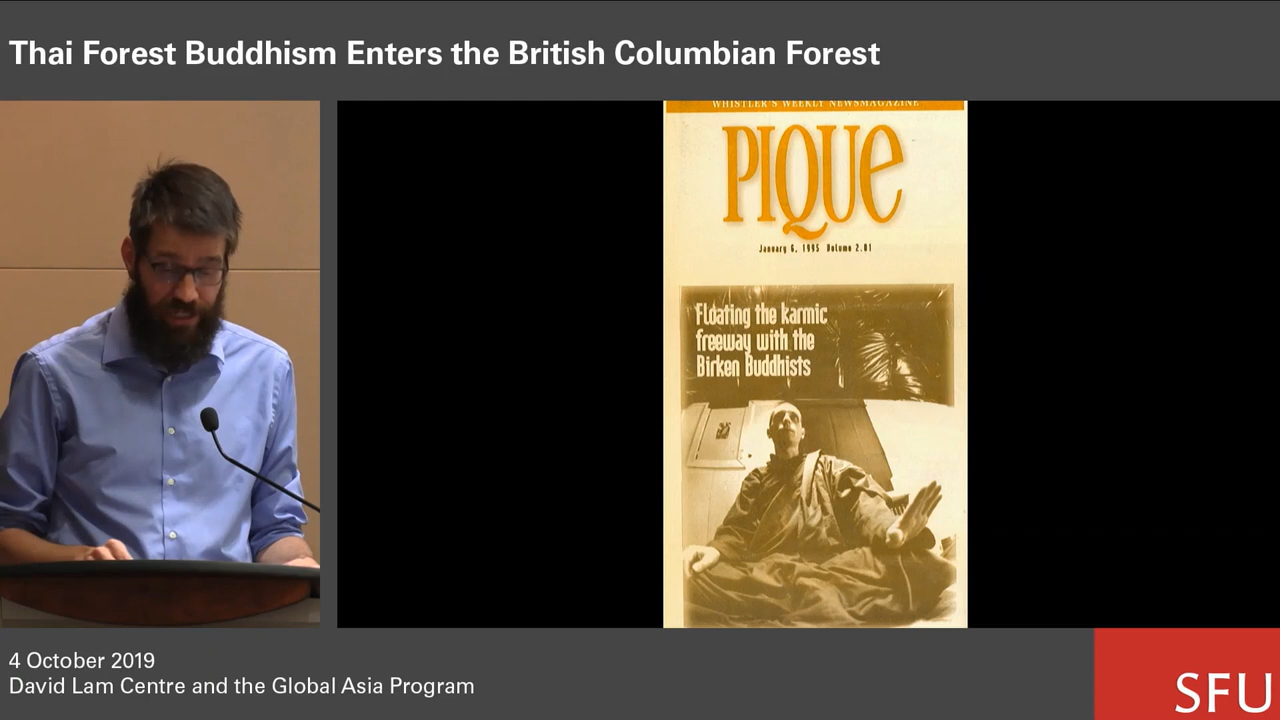 Thai Forest Buddhism Enters the British Columbian Forest
WHISTLER'S WEEKLY NEWSMAGAZINE
PIQUe
January 6, 1995 Volume 2.01
Floating the karmic
freeway with the
Birken Buddhists
4 October 2019
David Lam Centre and the Global Asia Program
SFU